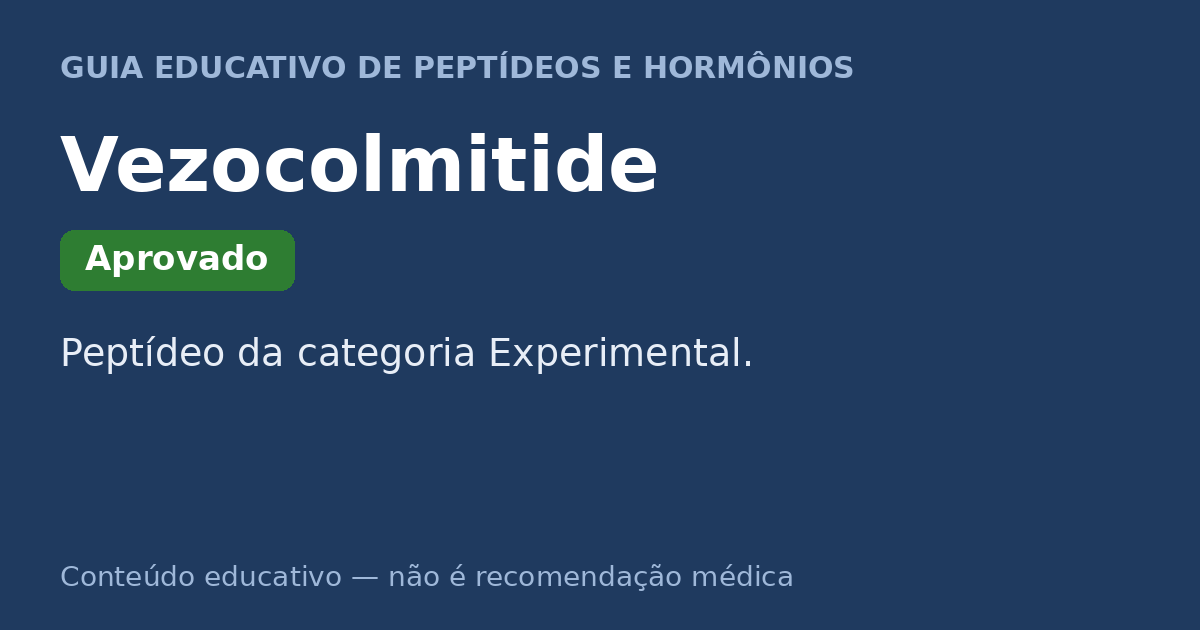 GUIA EDUCATIVO DE PEPTÍDEOS E HORMÔNIOS
Vezocolmitide
Aprovado
Peptídeo da categoria Experimental.
Conteúdo educativo — não é recomendação médica